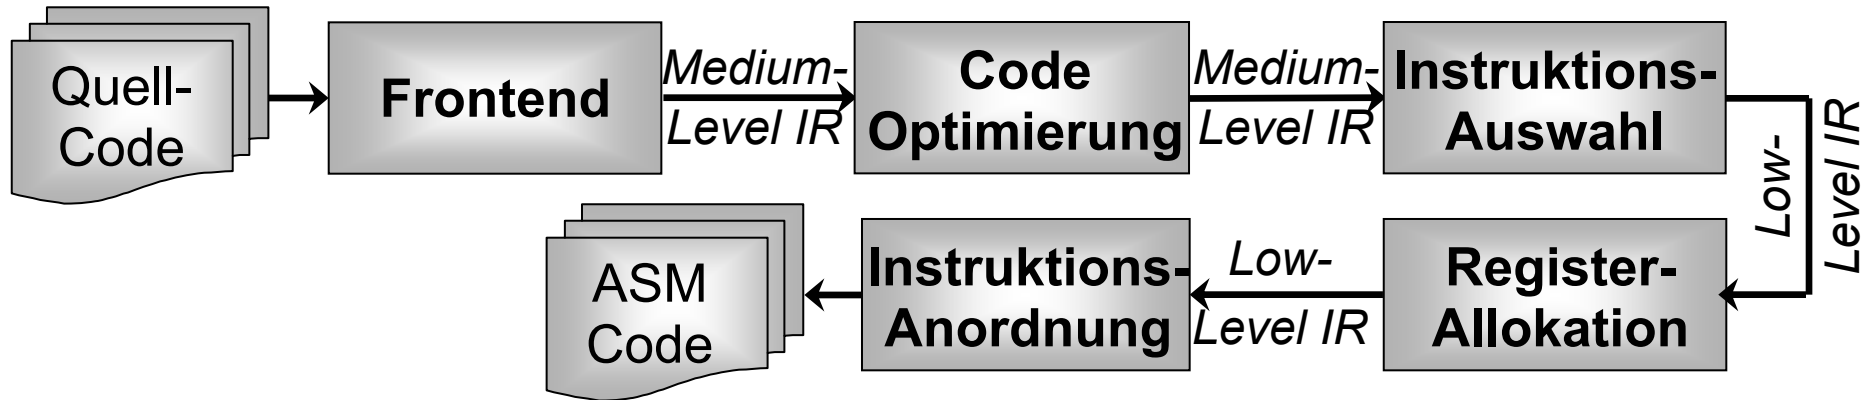 Quell-
Code
Frontend
Medium-
Level IR
Code
Optimierung
Medium-
Level IR
Instruktions-
Auswahl
Low-
Level IR
Register-
Allokation
Low-
Level IR
Instruktions-
Anordnung
ASM
Code